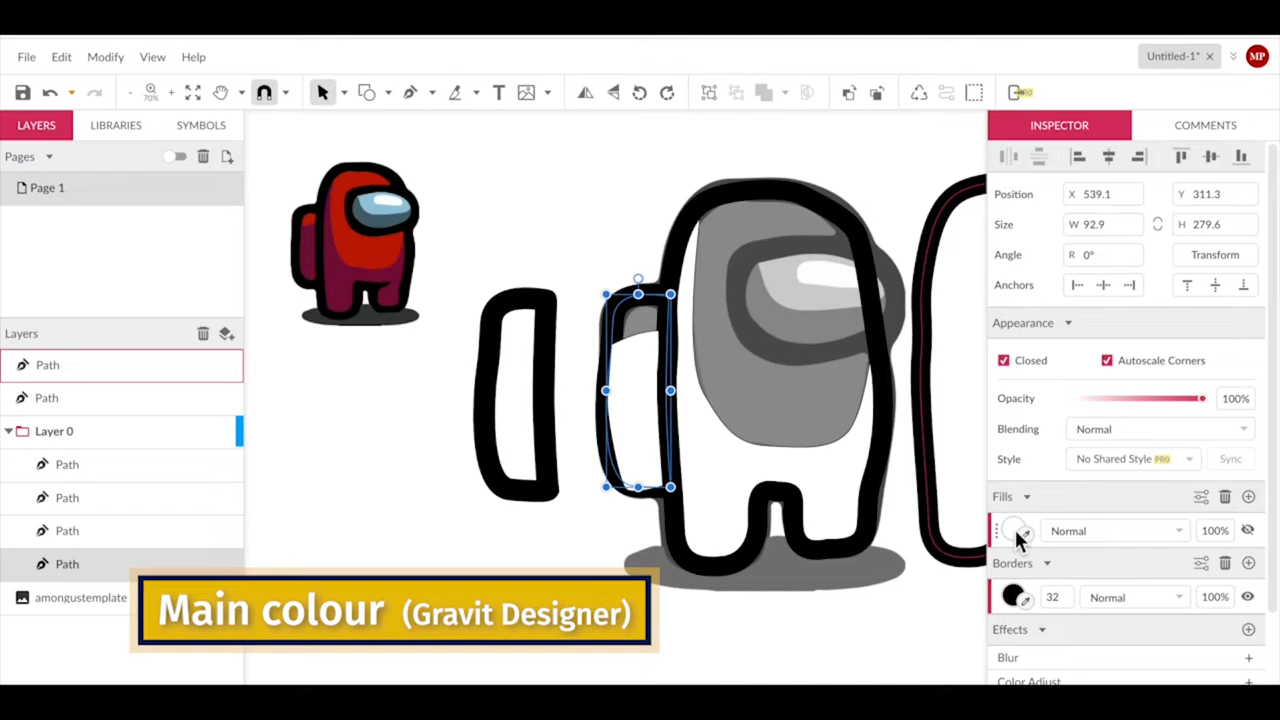 File Edit Modify View Help Untitled-1* × MP
- 70% + PRO
LAYERS LIBRARIES SYMBOLS INSPECTOR COMMENTS
Pages
Page 1
Position X 539.1 Y 311.3
Size W 92.9 H 279.6
Angle R 0° Transform
Anchors
Layers
Appearance
Path
Closed Autoscale Corners
Path
Opacity 100%
Layer 0
Blending Normal
Path
Style No Shared Style PRO Sync
Path
Fills
Path
Normal 100%
Path
Borders
amongustemplate
32 Normal 100%
Main colour (Gravit Designer)
Effects
Blur +
Color Adjust